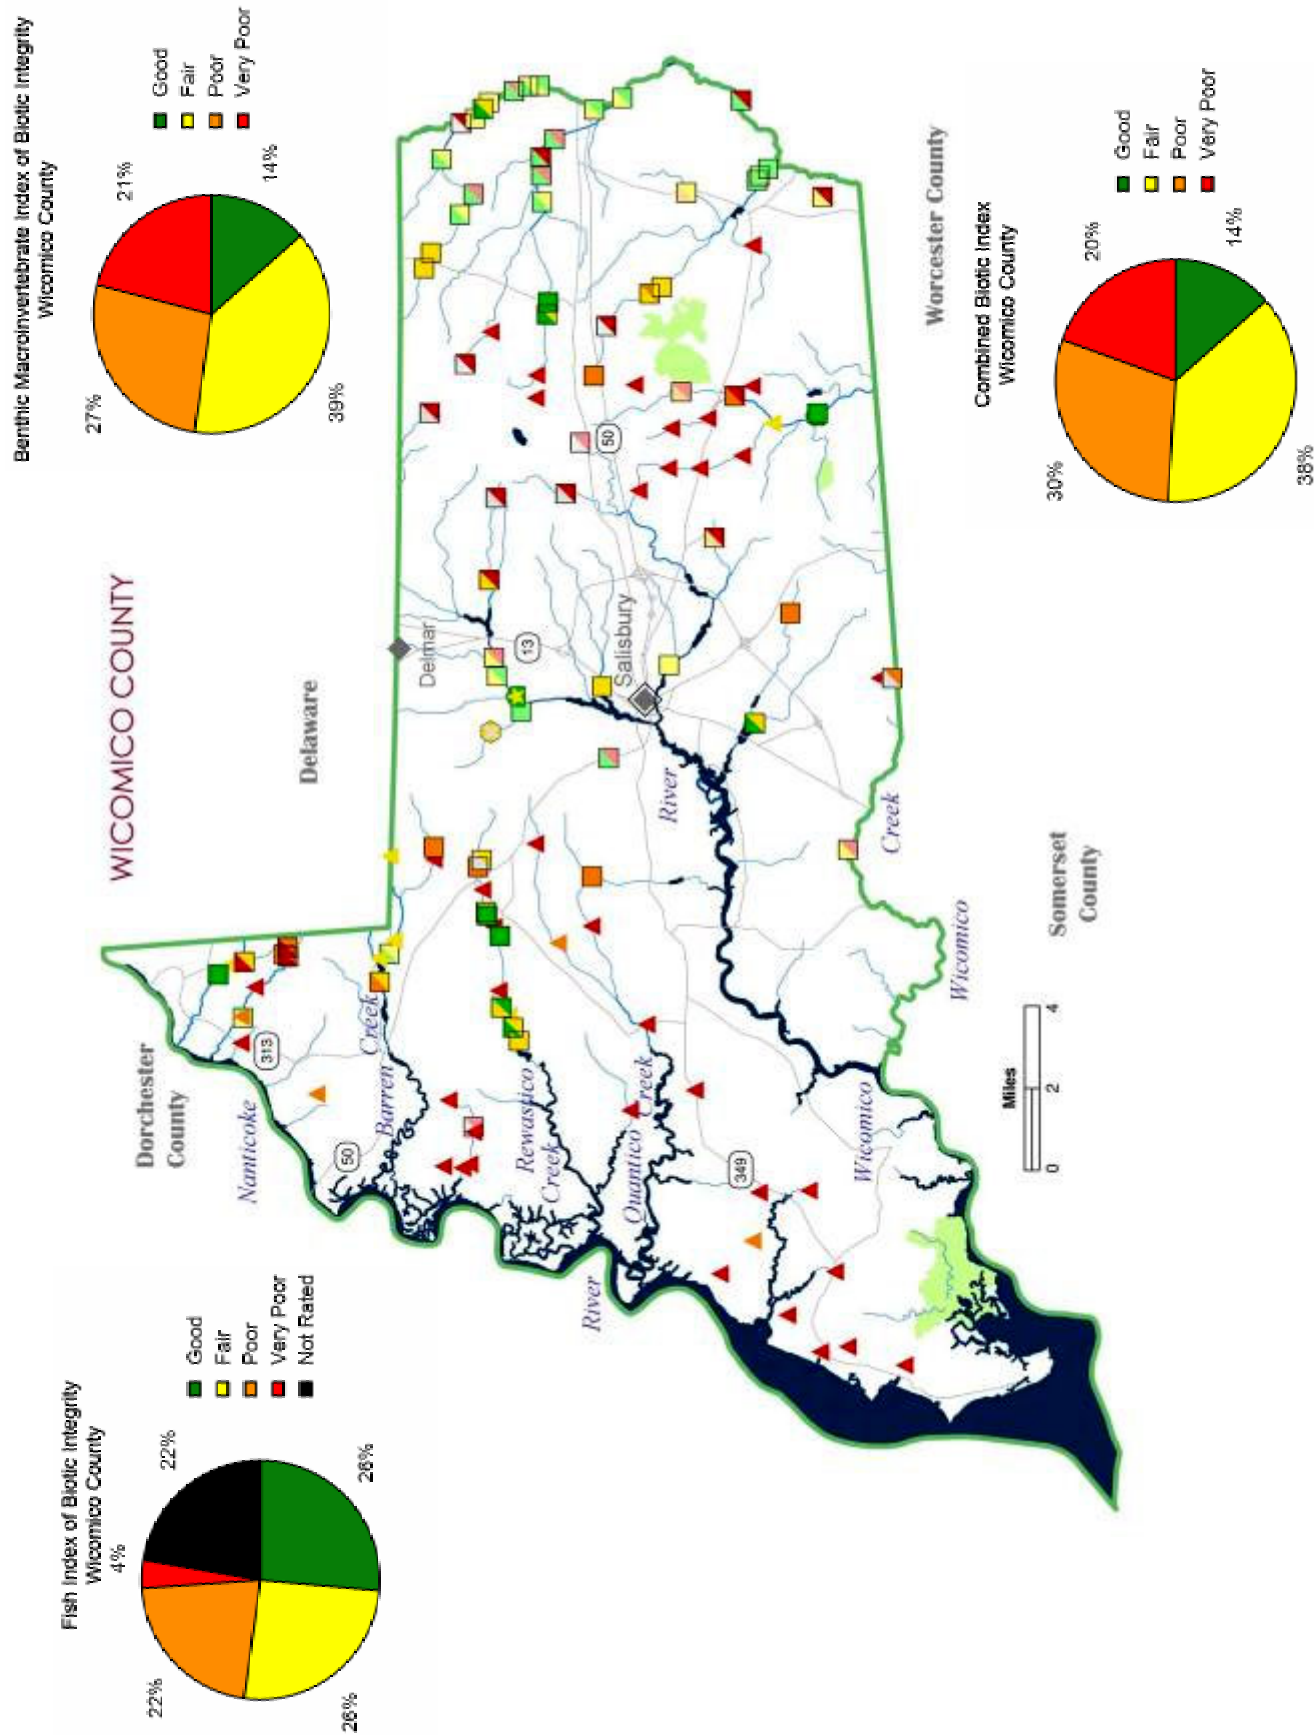 WICOMICO COUNTY
Fish Index of Biotic Integrity
Wicomico County
4%
22%
22%
26%
26%
Good
Fair
Poor
Very Poor
Not Rated
Benthic Macroinvertebrate Index of Biotic Integrity
Wicomico County
27%
21%
39%
14%
Good
Fair
Poor
Very Poor
Dorchester
County
Delaware
Nanticoke
313
50
Barren
Creek
Delmar
13
Rewastico
Creek
River
Quantico
Creek
Salisbury
50
River
349
Wicomico
Creek
Wicomico
Worcester County
Somerset
County
Miles
0
2
4
Combined Biotic Index
Wicomico County
30%
20%
38%
14%
Good
Fair
Poor
Very Poor